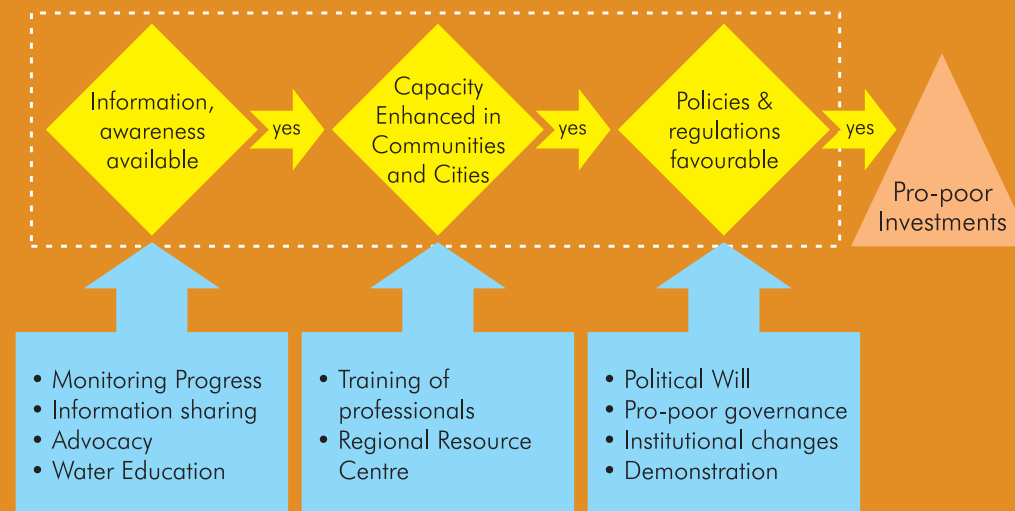 Information,
awareness
available
yes
Capacity
Enhanced in
Communities
and Cities
yes
Policies &
regulations
favourable
yes
Pro-poor
Investments
• Monitoring Progress
• Information sharing
• Advocacy
• Water Education
• Training of
professionals
• Regional Resource
Centre
• Political Will
• Pro-poor governance
• Institutional changes
• Demonstration